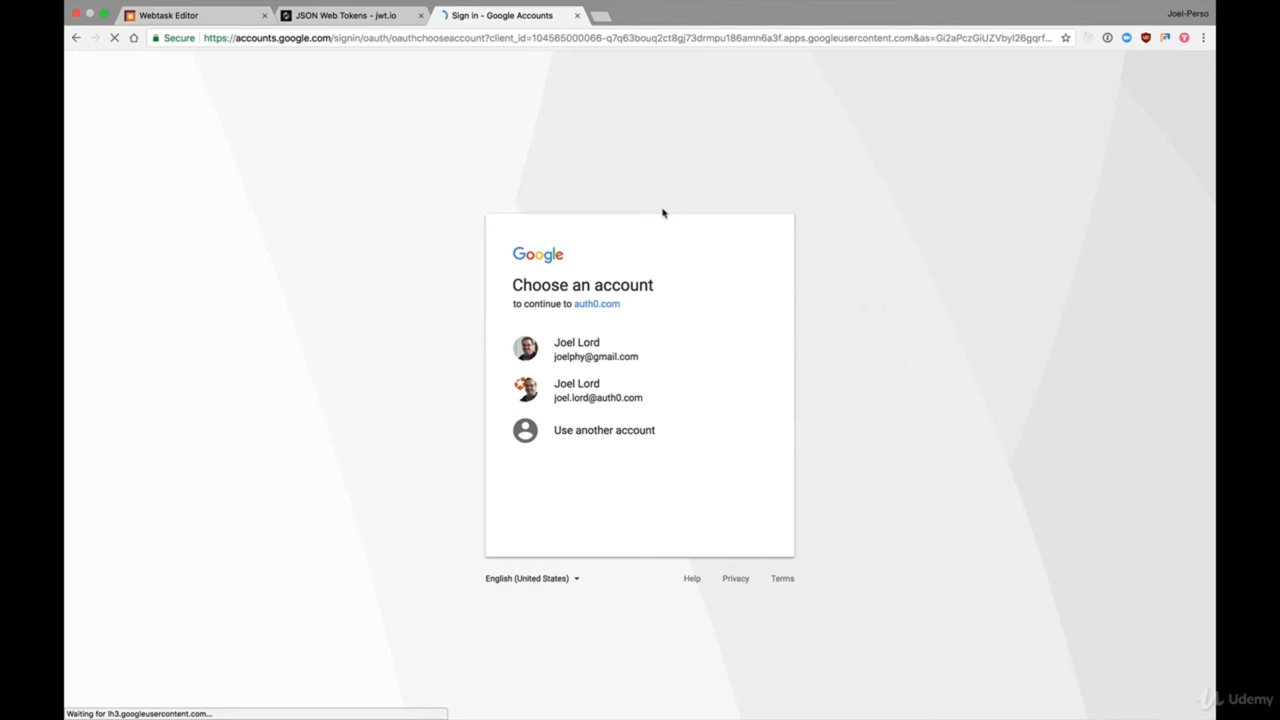 Webtask Editor
JSON Web Tokens - jwt.io
Sign in - Google Accounts
Joel-Perso
Secure
https://accounts.google.com/signin/oauth/oauthchooseaccount?client_id=104565000066-q7q63bouq2ct8gj73drmpu186amn6a3f.apps.googleusercontent.com&as=Gi2aPczGiUZVbyI26gqrf...
Google
Choose an account
to continue to auth0.com
Joel Lord
joelphy@gmail.com
Joel Lord
joel.lord@auth0.com
Use another account
English (United States)
Help
Privacy
Terms
Waiting for lh3.googleusercontent.com...
Udemy